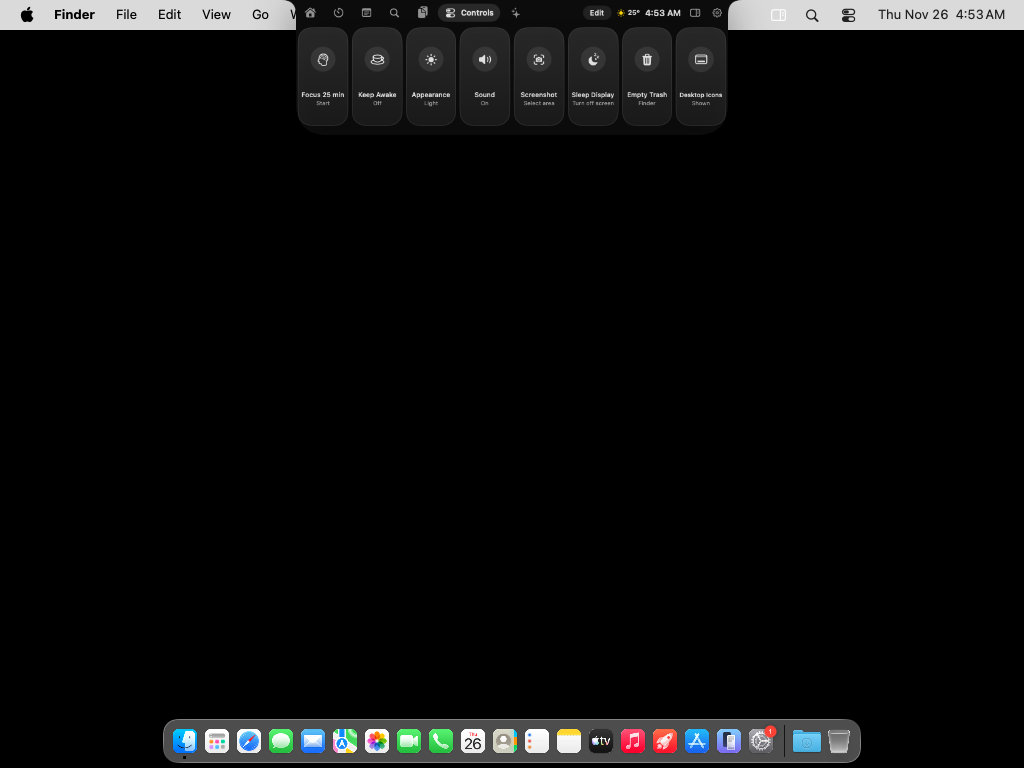 Finder File Edit View Go
Controls
Edit 25° 4:53 AM
Thu Nov 26 4:53 AM
Focus 25 min
Start
Keep Awake
Off
Appearance
Light
Sound
On
Screenshot
Select area
Sleep Display
Turn off screen
Empty Trash
Finder
Desktop Icons
Shown
Thu
26
tv
1